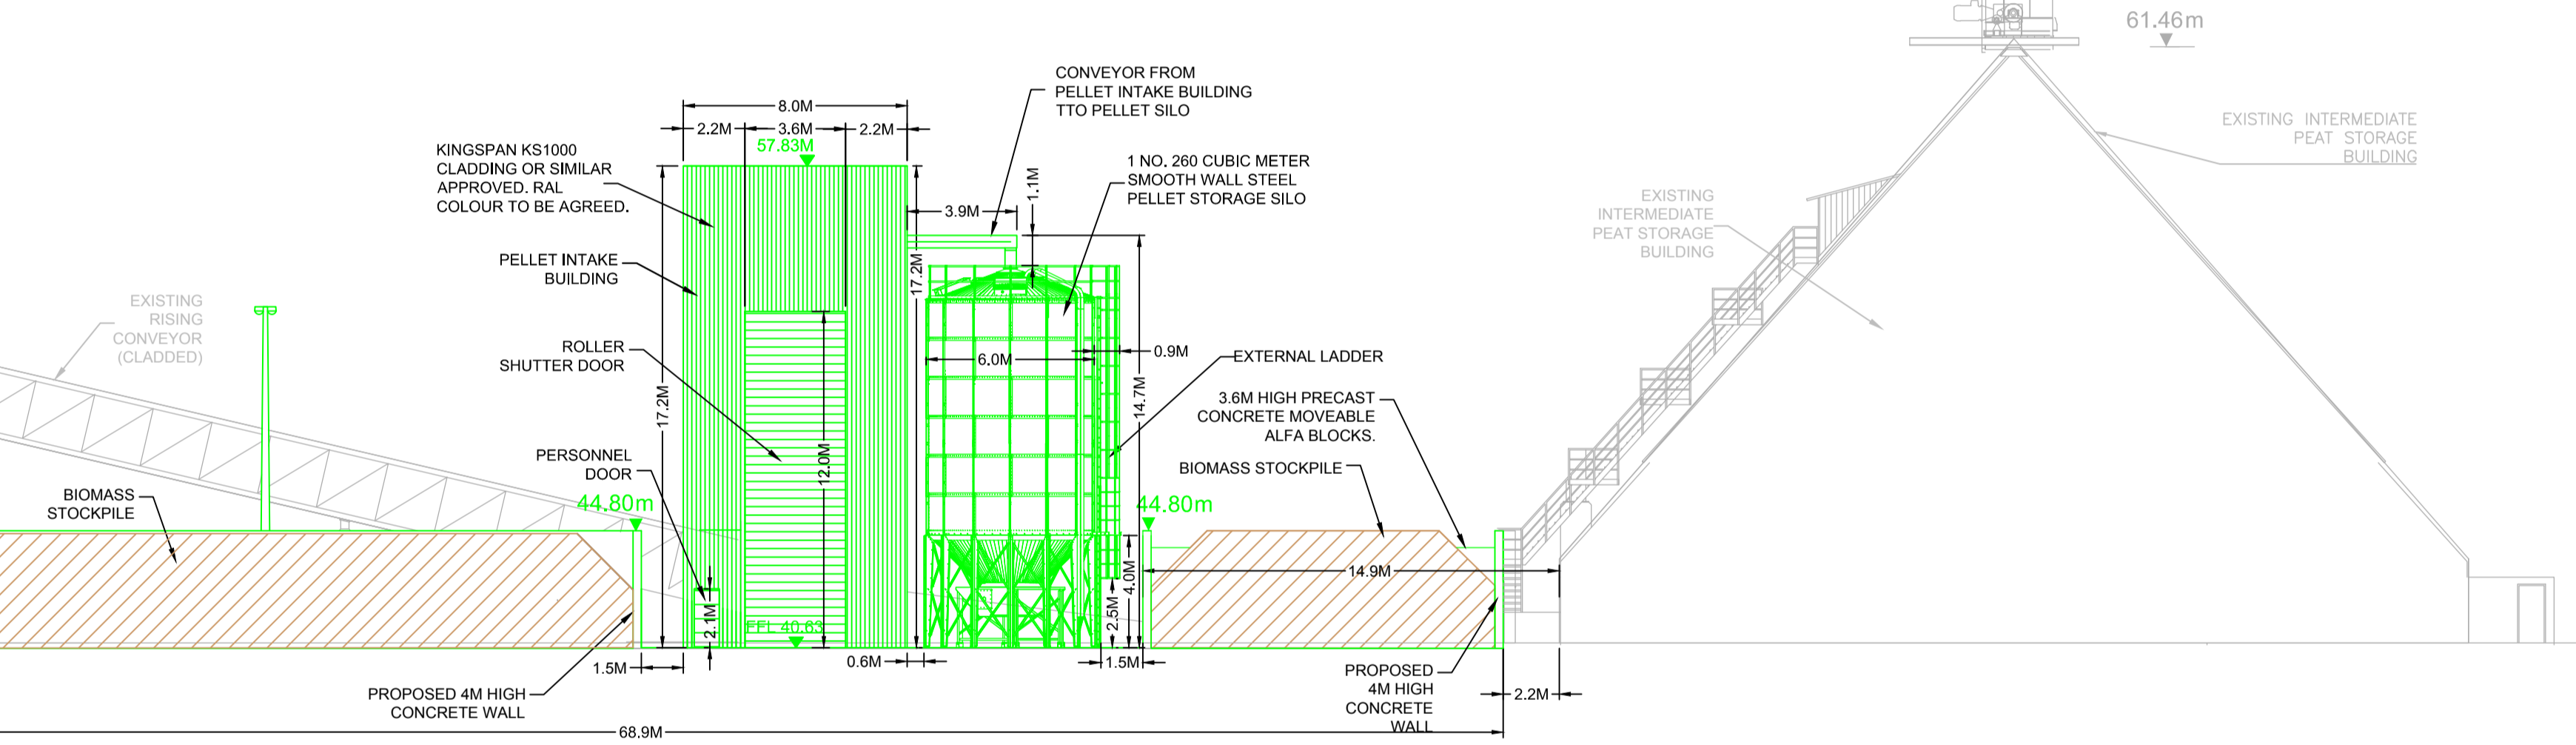 61.46m
CONVEYOR FROM
PELLET INTAKE BUILDING
TTO PELLET SILO
8.0M
2.2M
3.6M
2.2M
57.83M
EXISTING INTERMEDIATE
PEAT STORAGE
BUILDING
KINGSPAN KS1000
CLADDING OR SIMILAR
APPROVED. RAL
COLOUR TO BE AGREED.
1 NO. 260 CUBIC METER
SMOOTH WALL STEEL
PELLET STORAGE SILO
1.1M
3.9M
EXISTING
INTERMEDIATE
PEAT STORAGE
BUILDING
PELLET INTAKE
BUILDING
17.2M
EXISTING
RISING
CONVEYOR
(CLADDED)
ROLLER
SHUTTER DOOR
6.0M
0.9M
EXTERNAL LADDER
17.2M
14.7M
3.6M HIGH PRECAST
CONCRETE MOVEABLE
ALFA BLOCKS.
12.0M
PERSONNEL
DOOR
BIOMASS STOCKPILE
BIOMASS
STOCKPILE
44.80m
44.80m
4.0M
14.9M
2.1M
2.5M
FFL 40.63
1.5M
0.6M
1.5M
PROPOSED
4M HIGH
CONCRETE
WALL
PROPOSED 4M HIGH
CONCRETE WALL
2.2M
68.9M